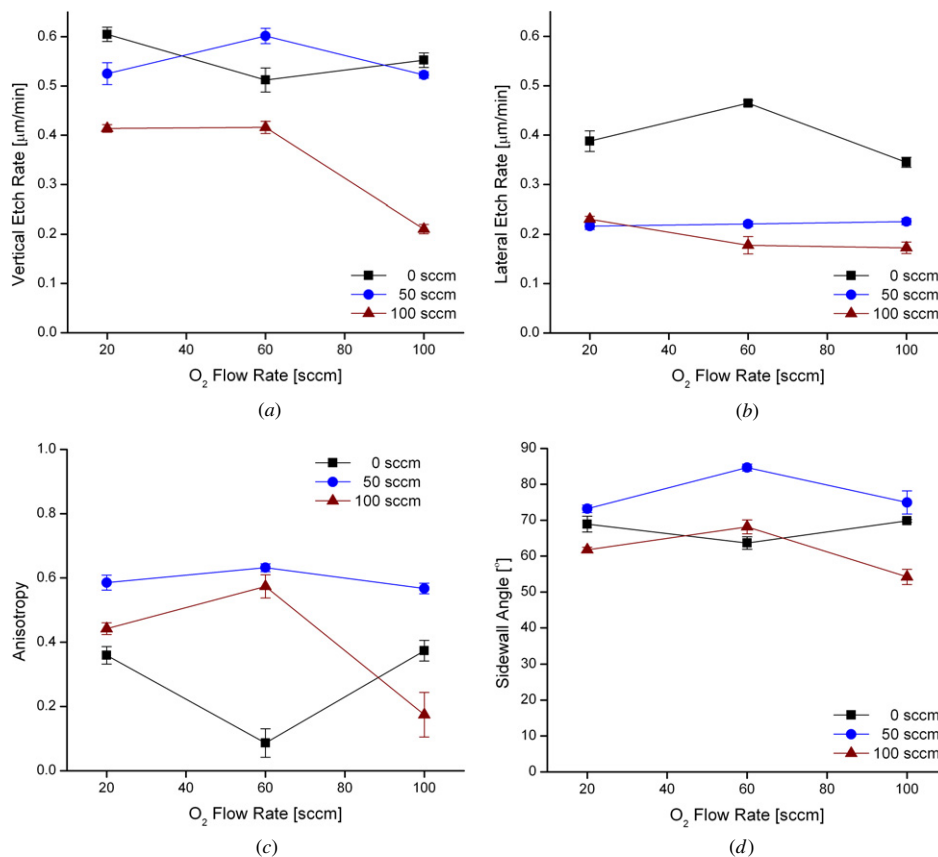 Vertical Etch Rate [μm/min]
0.6
0.5
0.4
0.3
0.2
0.1
0.0
0 sccm
50 sccm
100 sccm
20 40 60 80 100
O₂ Flow Rate [sccm]
(a)
Lateral Etch Rate [μm/min]
0.6
0.5
0.4
0.3
0.2
0.1
0.0
0 sccm
50 sccm
100 sccm
20 40 60 80 100
O₂ Flow Rate [sccm]
(b)
Anisotropy
1.0
0.8
0.6
0.4
0.2
0.0
0 sccm
50 sccm
100 sccm
20 40 60 80 100
O₂ Flow Rate [sccm]
(c)
Sidewall Angle [°]
90
80
70
60
50
40
30
20
10
0
0 sccm
50 sccm
100 sccm
20 40 60 80 100
O₂ Flow Rate [sccm]
(d)